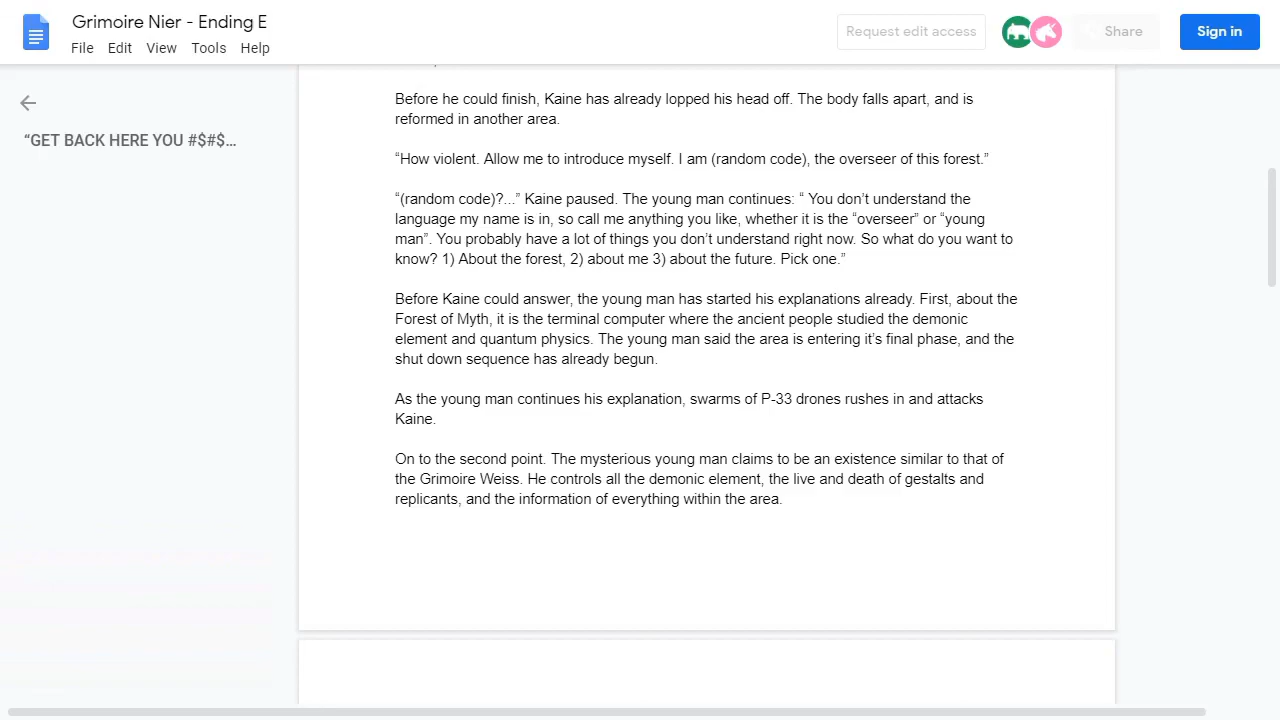 Grimoire Nier - Ending E
File Edit View Tools Help
Request edit access
Share
Sign in
“GET BACK HERE YOU #$#$...
Before he could finish, Kaine has already lopped his head off. The body falls apart, and is
reformed in another area.
“How violent. Allow me to introduce myself. I am (random code), the overseer of this forest.”
“(random code)?...” Kaine paused. The young man continues: “ You don’t understand the
language my name is in, so call me anything you like, whether it is the “overseer” or “young
man”. You probably have a lot of things you don’t understand right now. So what do you want to
know? 1) About the forest, 2) about me 3) about the future. Pick one.”
Before Kaine could answer, the young man has started his explanations already. First, about the
Forest of Myth, it is the terminal computer where the ancient people studied the demonic
element and quantum physics. The young man said the area is entering it’s final phase, and the
shut down sequence has already begun.
As the young man continues his explanation, swarms of P-33 drones rushes in and attacks
Kaine.
On to the second point. The mysterious young man claims to be an existence similar to that of
the Grimoire Weiss. He controls all the demonic element, the live and death of gestalts and
replicants, and the information of everything within the area.